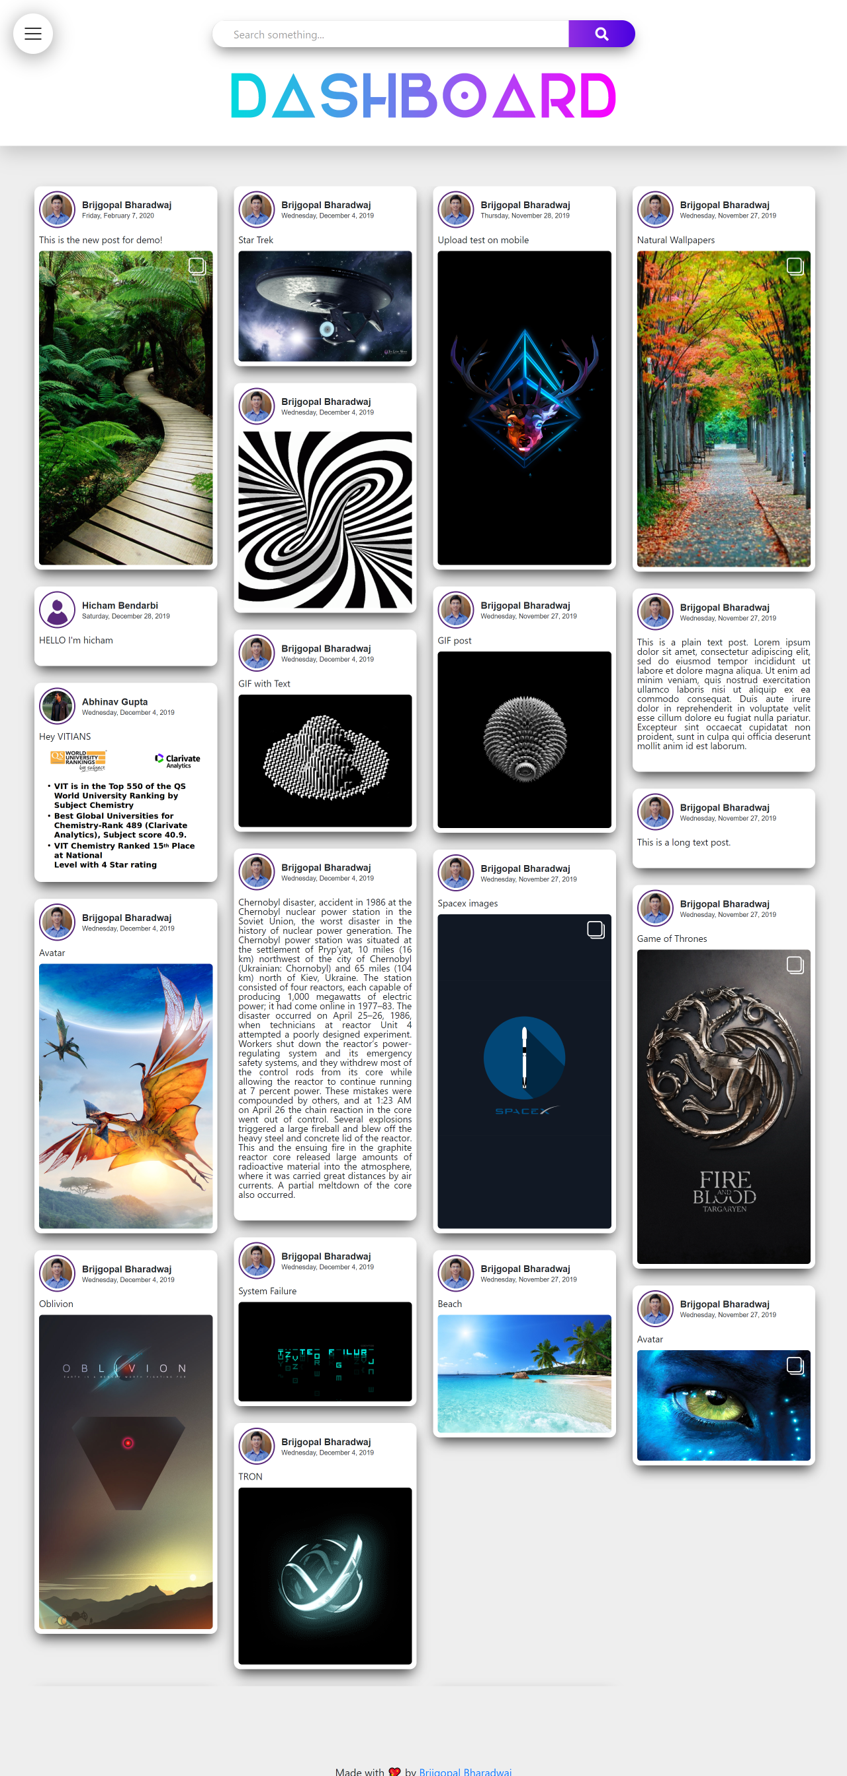 Search something...
DASHBOARD
Brijgopal Bharadwaj
Friday, February 7, 2020
This is the new post for demo!
Hicham Bendarbi
Saturday, December 28, 2019
HELLO I'm hicham
Abhinav Gupta
Wednesday, December 4, 2019
Hey VITIANS
QS WORLD
UNIVERSITY
RANKINGS
by subject
Clarivate
Analytics
• VIT is in the Top 550 of the QS
World University Ranking by
Subject Chemistry
• Best Global Universities for
Chemistry-Rank 489 (Clarivate
Analytics), Subject score 40.9.
• VIT Chemistry Ranked 15th Place
at National
Level with 4 Star rating
Brijgopal Bharadwaj
Wednesday, December 4, 2019
Avatar
Brijgopal Bharadwaj
Wednesday, December 4, 2019
Oblivion
OBLIVION
Brijgopal Bharadwaj
Wednesday, December 4, 2019
Star Trek
Brijgopal Bharadwaj
Wednesday, December 4, 2019
Brijgopal Bharadwaj
Wednesday, December 4, 2019
GIF with Text
Brijgopal Bharadwaj
Wednesday, December 4, 2019
Chernobyl disaster, accident in 1986 at the
Chernobyl nuclear power station in the
Soviet Union, the worst disaster in the
history of nuclear power generation. The
Chernobyl power station was situated at
the settlement of Pryp'yat, 10 miles (16
km) northwest of the city of Chernobyl
(Ukrainian: Chornobyl) and 65 miles (104
km) north of Kiev, Ukraine. The station
consisted of four reactors, each capable of
producing 1,000 megawatts of electric
power; it had come online in 1977–83. The
disaster occurred on April 25–26, 1986,
when technicians at reactor Unit 4
attempted a poorly designed experiment.
Workers shut down the reactor's power-
regulating system and its emergency
safety systems, and they withdrew most of
the control rods from its core while
allowing the reactor to continue running
at 7 percent power. These mistakes were
compounded by others, and at 1:23 AM
on April 26 the chain reaction in the core
went out of control. Several explosions
triggered a large fireball and blew off the
heavy steel and concrete lid of the reactor.
This and the ensuing fire in the graphite
reactor core released large amounts of
radioactive material into the atmosphere,
where it was carried great distances by air
currents. A partial meltdown of the core
also occurred.
Brijgopal Bharadwaj
Wednesday, December 4, 2019
System Failure
Brijgopal Bharadwaj
Wednesday, December 4, 2019
TRON
Brijgopal Bharadwaj
Thursday, November 28, 2019
Upload test on mobile
Brijgopal Bharadwaj
Wednesday, November 27, 2019
GIF post
Brijgopal Bharadwaj
Wednesday, November 27, 2019
Spacex images
SPACEX
Brijgopal Bharadwaj
Wednesday, November 27, 2019
Beach
Brijgopal Bharadwaj
Wednesday, November 27, 2019
Natural Wallpapers
Brijgopal Bharadwaj
Wednesday, November 27, 2019
This is a plain text post. Lorem ipsum
dolor sit amet, consectetur adipiscing elit,
sed do eiusmod tempor incididunt ut
labore et dolore magna aliqua. Ut enim ad
minim veniam, quis nostrud exercitation
ullamco laboris nisi ut aliquip ex ea
commodo consequat. Duis aute irure
dolor in reprehenderit in voluptate velit
esse cillum dolore eu fugiat nulla pariatur.
Excepteur sint occaecat cupidatat non
proident, sunt in culpa qui officia deserunt
mollit anim id est laborum.
Brijgopal Bharadwaj
Wednesday, November 27, 2019
This is a long text post.
Brijgopal Bharadwaj
Wednesday, November 27, 2019
Game of Thrones
FIRE
AND
BLOOD
TARGARYEN
Brijgopal Bharadwaj
Wednesday, November 27, 2019
Avatar
Made with ❤ by Brijgopal Bharadwaj